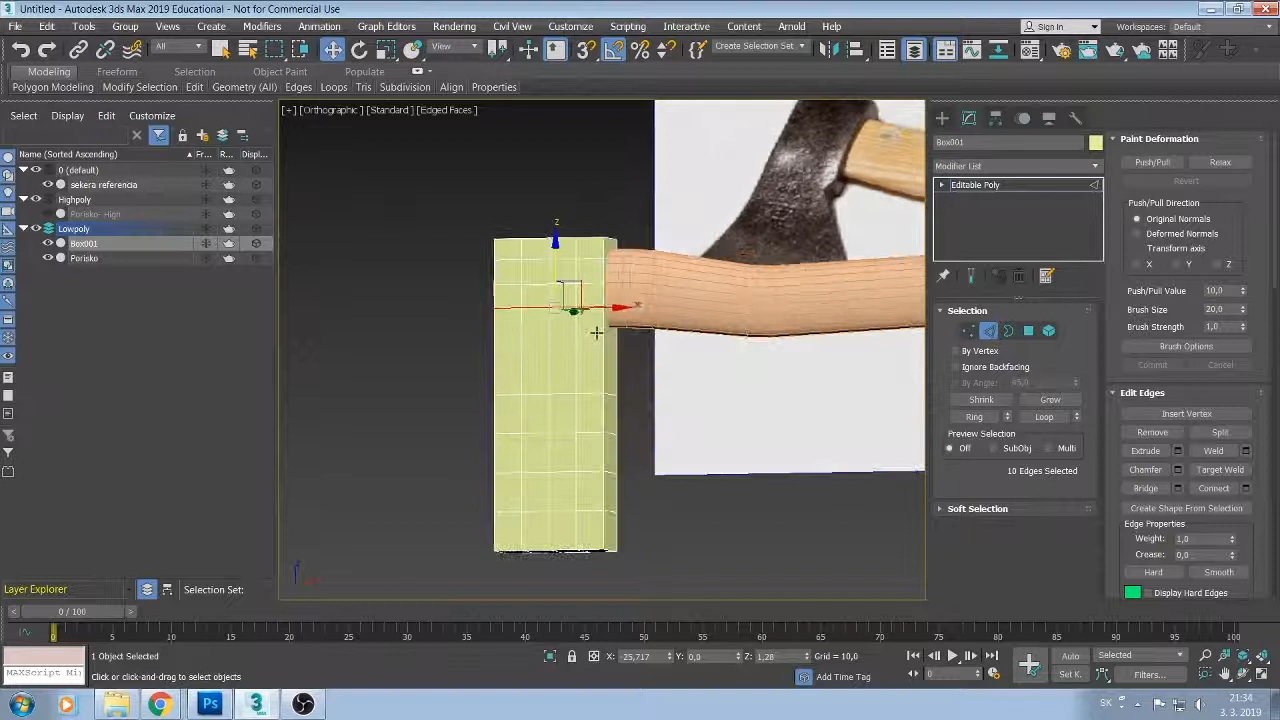 Untitled - Autodesk 3ds Max 2019 Educational - Not for Commercial Use
File Edit Tools Group Views Create Modifiers Animation Graph Editors Rendering Civil View Customize Scripting Interactive Content Arnold Help Sign In Workspaces: Default
All View Create Selection Set
Modeling Freeform Selection Object Paint Populate
Polygon Modeling Modify Selection Edit Geometry (All) Edges Loops Tris Subdivision Align Properties
Select Display Edit Customize
[+] [Orthographic] [Standard] [Edged Faces]
Name (Sorted Ascending) Fr... R... Displ...
0 (default)
sekera referencia
Highpoly
Porisko- High
Lowpoly
Box001
Porisko
z
x
Box001
Modifier List
Editable Poly
Selection
By Vertex
Ignore Backfacing
By Angle: 45,0
Shrink Grow
Ring Loop
Preview Selection
Off SubObj Multi
10 Edges Selected
Soft Selection
Paint Deformation
Push/Pull Relax
Revert
Push/Pull Directions
Original Normals
Deformed Normals
Transform axis
X Y Z
Push/Pull Value 10,0
Brush Size 20,0
Brush Strength 1,0
Brush Options
Commit Cancel
Edit Edges
Insert Vertex
Remove Split
Extrude Weld
Chamfer Target Weld
Bridge Connect
Create Shape From Selection
Edge Properties
Weight: 1,0
Crease: 0,0
Hard Smooth
Display Hard Edges
Layer Explorer Selection Set:
< 0 / 100 >
0 5 10 15 20 25 30 35 40 45 50 55 60 65 70 75 80 85 90 95 100
1 Object Selected X: -25,717 Y: 0,0 Z: 1,28 Grid = 10,0 Auto Selected
MAXScript Mi Click or click-and-drag to select objects Add Time Tag 0 Set K. Filters...
SK 21:34
3. 3. 2019